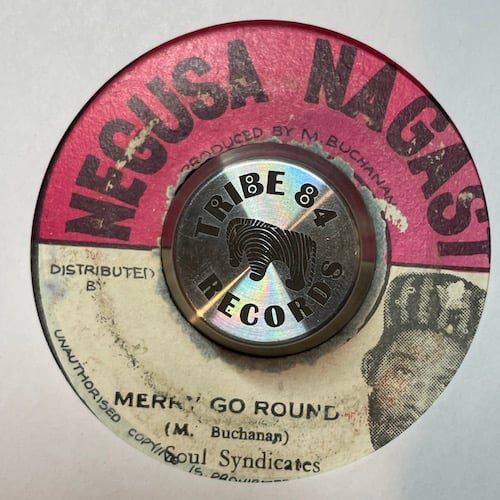 NEGUSA NAGASI
PRODUCED BY M. BUCHANAN
TRIBE 84
RECORDS
DISTRIBUTED
BY
MERRY GO ROUND
(M. Buchanan)
Soul Syndicates
UNAUTHORISED COPYING IS PROHIBITED